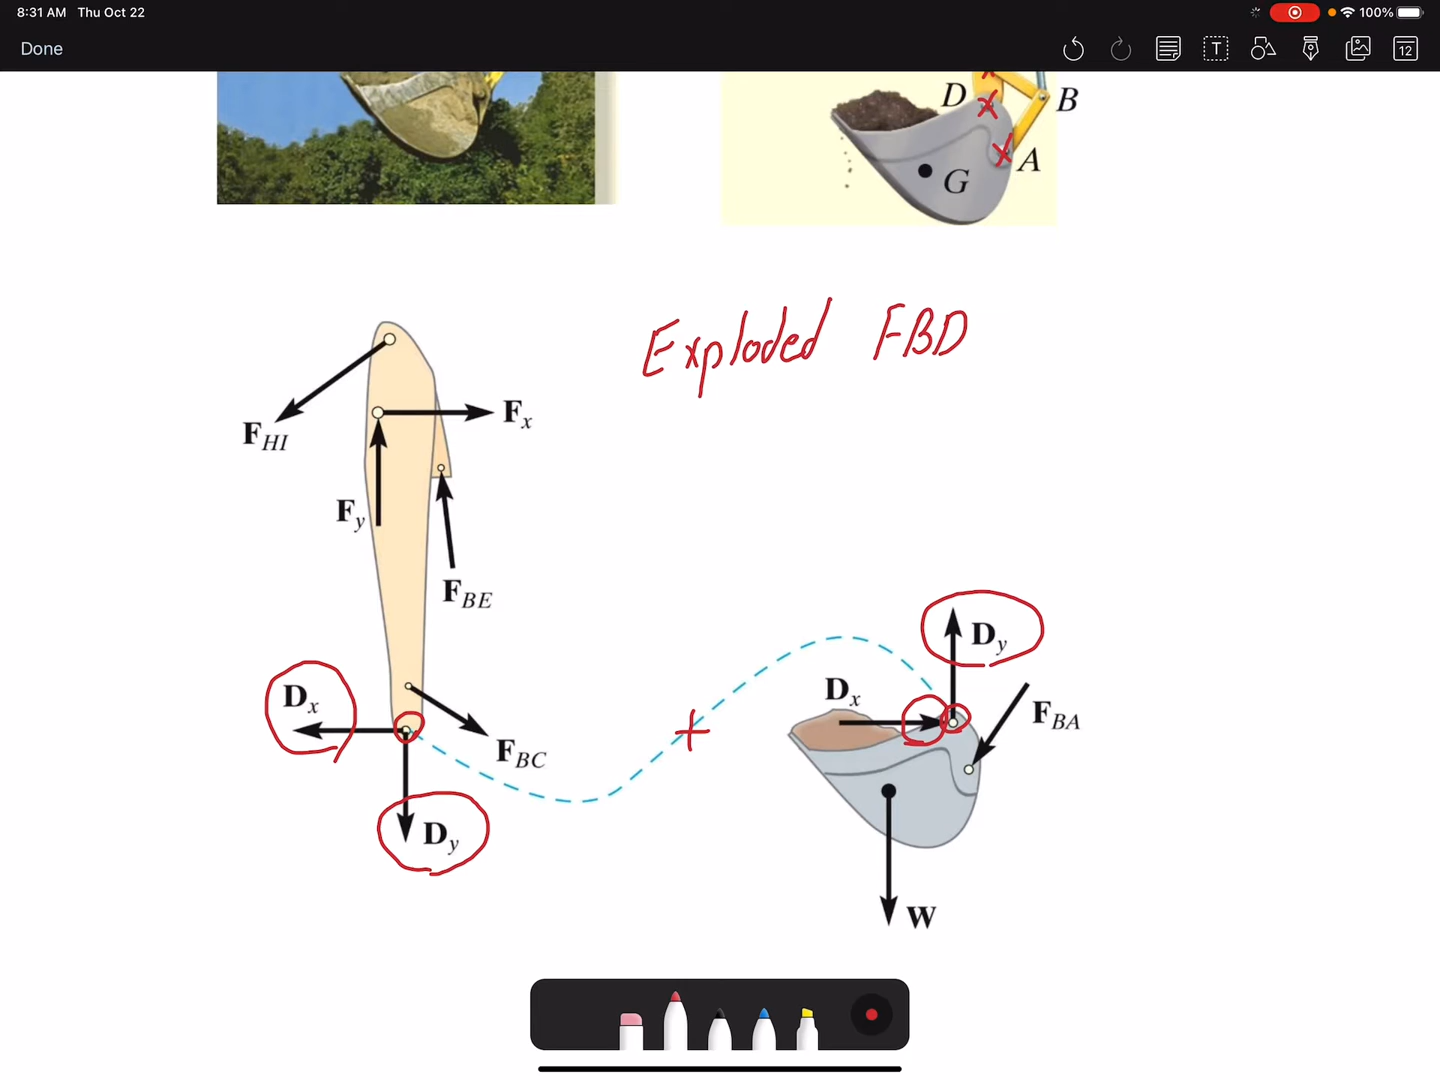 8:31 AM Thu Oct 22
100%
Done
T
12
D
B
A
G
Exploded FBD
F_HI
F_x
F_y
F_BE
D_x
F_BC
D_y
D_y
D_x
F_BA
W